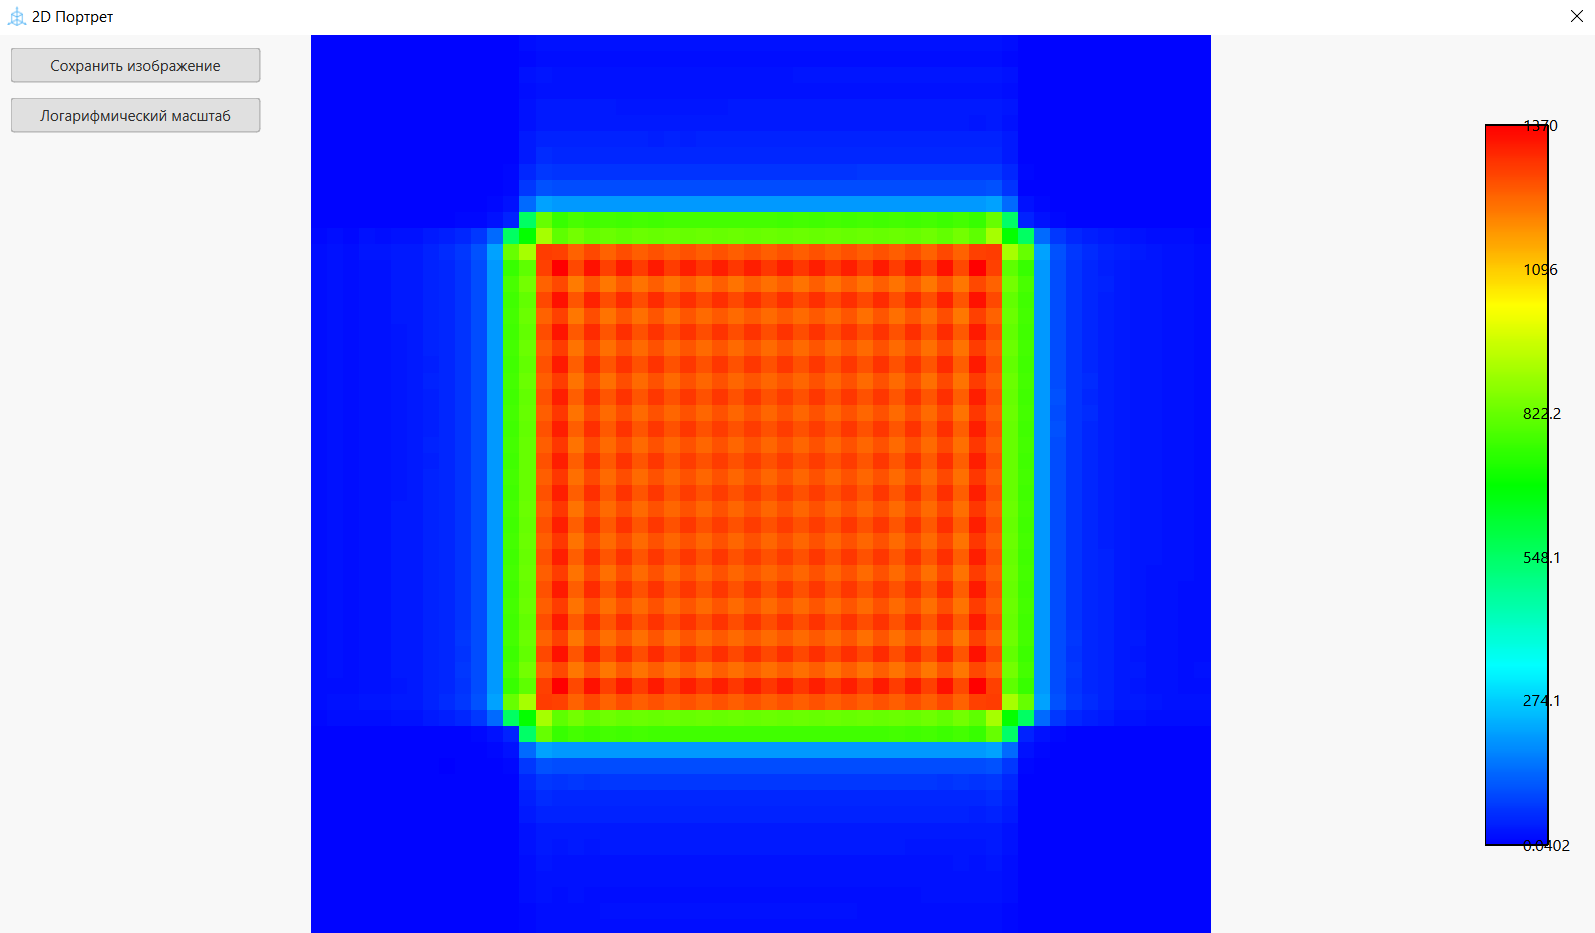 2D Портрет
Сохранить изображение
Логарифмический масштаб
1370
1096
822.2
548.1
274.1
0.0402